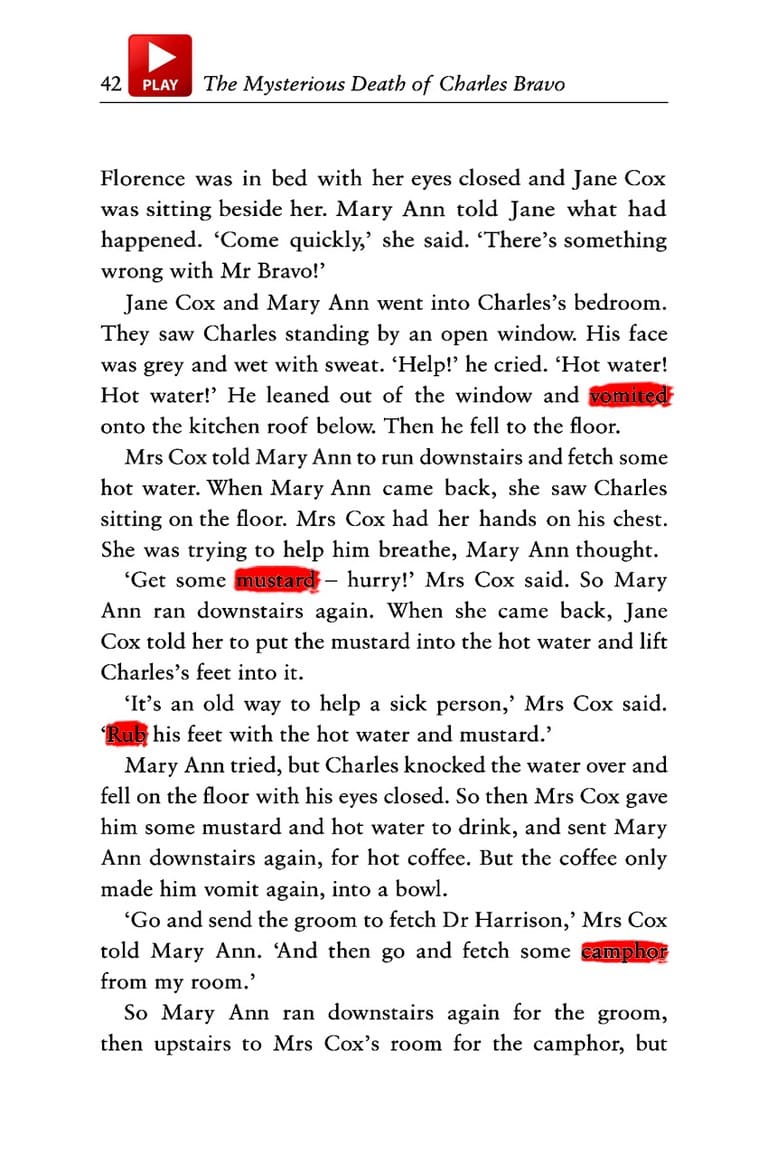 42 PLAY The Mysterious Death of Charles Bravo
Florence was in bed with her eyes closed and Jane Cox
was sitting beside her. Mary Ann told Jane what had
happened. ‘Come quickly,’ she said. ‘There’s something
wrong with Mr Bravo!’
Jane Cox and Mary Ann went into Charles’s bedroom.
They saw Charles standing by an open window. His face
was grey and wet with sweat. ‘Help!’ he cried. ‘Hot water!
Hot water!’ He leaned out of the window and vomited
onto the kitchen roof below. Then he fell to the floor.
Mrs Cox told Mary Ann to run downstairs and fetch some
hot water. When Mary Ann came back, she saw Charles
sitting on the floor. Mrs Cox had her hands on his chest.
She was trying to help him breathe, Mary Ann thought.
‘Get some mustard – hurry!’ Mrs Cox said. So Mary
Ann ran downstairs again. When she came back, Jane
Cox told her to put the mustard into the hot water and lift
Charles’s feet into it.
‘It’s an old way to help a sick person,’ Mrs Cox said.
‘Rub his feet with the hot water and mustard.’
Mary Ann tried, but Charles knocked the water over and
fell on the floor with his eyes closed. So then Mrs Cox gave
him some mustard and hot water to drink, and sent Mary
Ann downstairs again, for hot coffee. But the coffee only
made him vomit again, into a bowl.
‘Go and send the groom to fetch Dr Harrison,’ Mrs Cox
told Mary Ann. ‘And then go and fetch some camphor
from my room.’
So Mary Ann ran downstairs again for the groom,
then upstairs to Mrs Cox’s room for the camphor, but